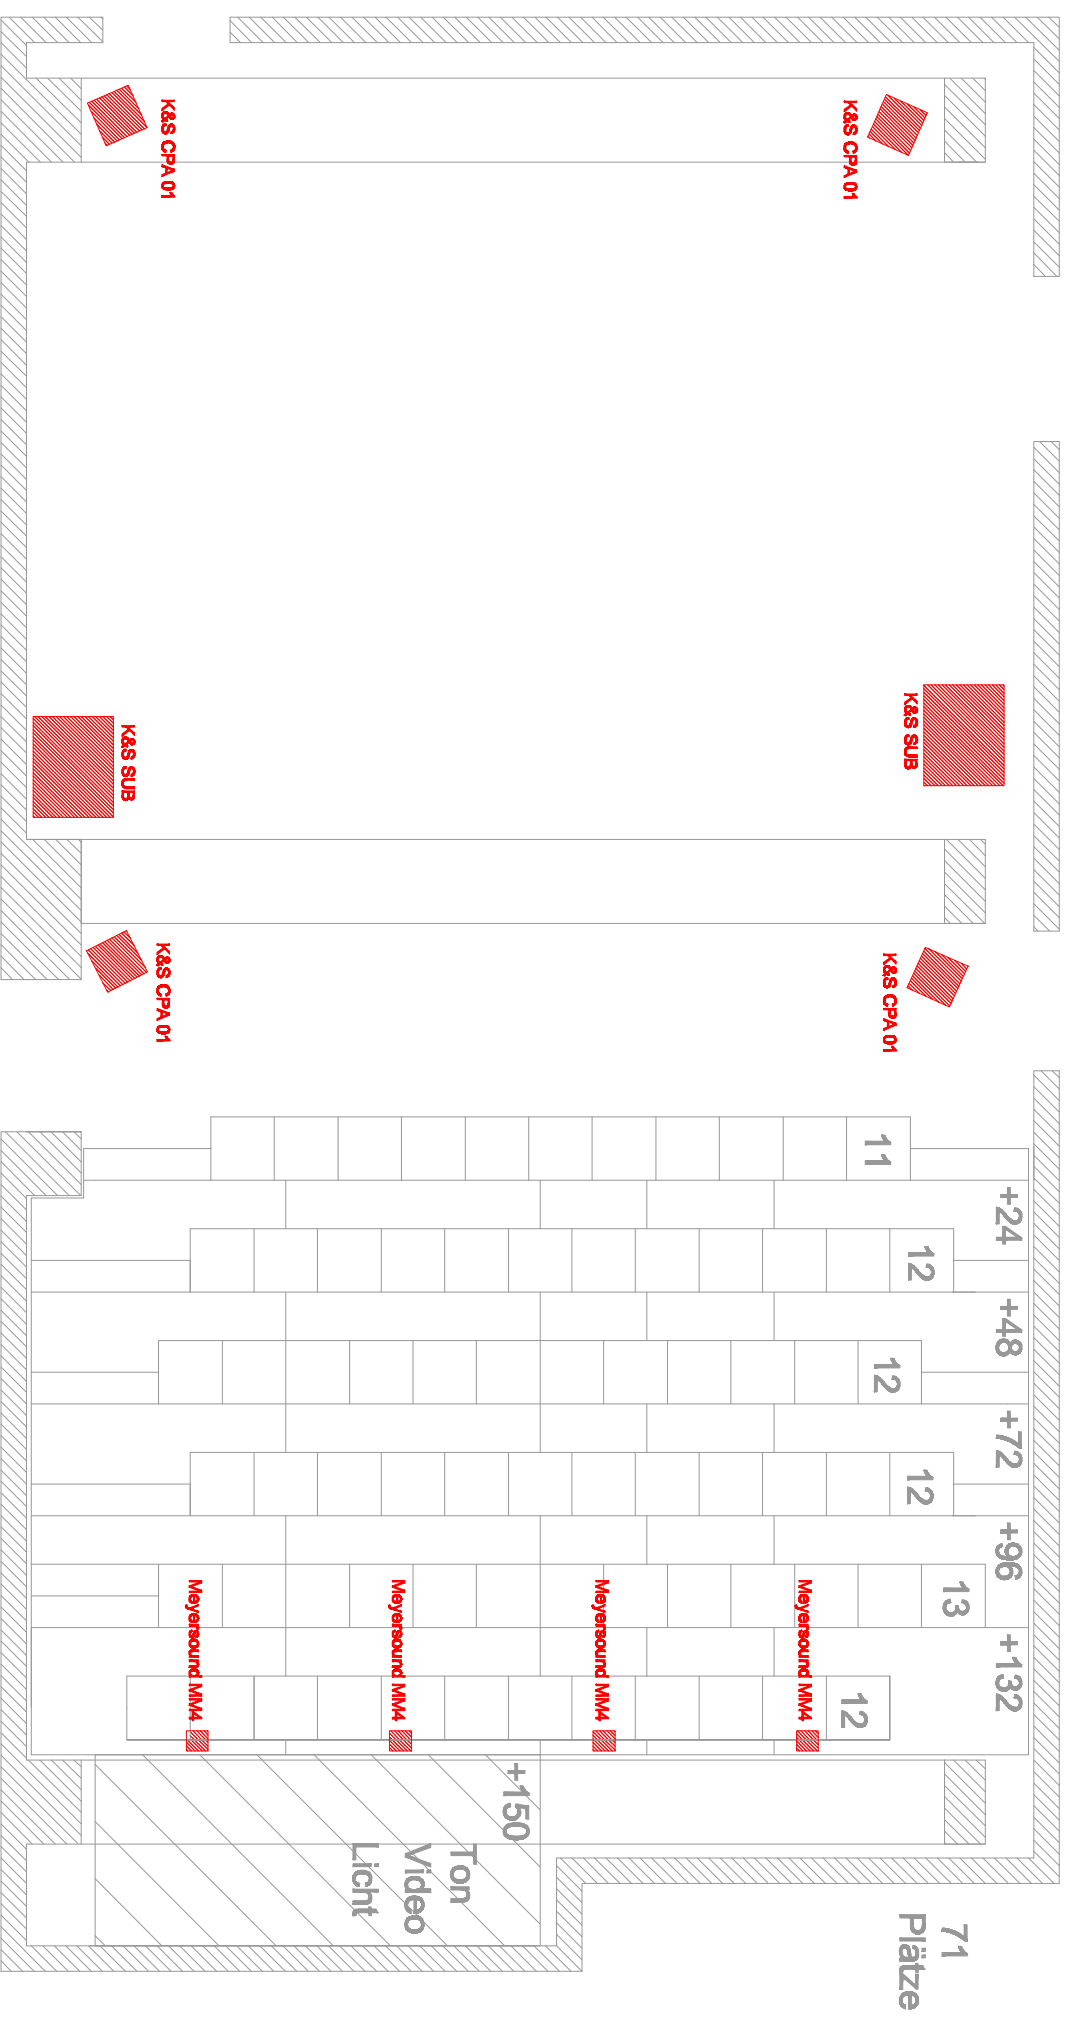 K&S CPA 01
K&S CPA 01
K&S SUB
K&S SUB
K&S CPA 01
K&S CPA 01
11
+24
12
+48
12
+72
12
+96
13
+132
Meyersound MM4
Meyersound MM4
Meyersound MM4
Meyersound MM4
12
+150
Ton
Video
Licht
71
Plätze